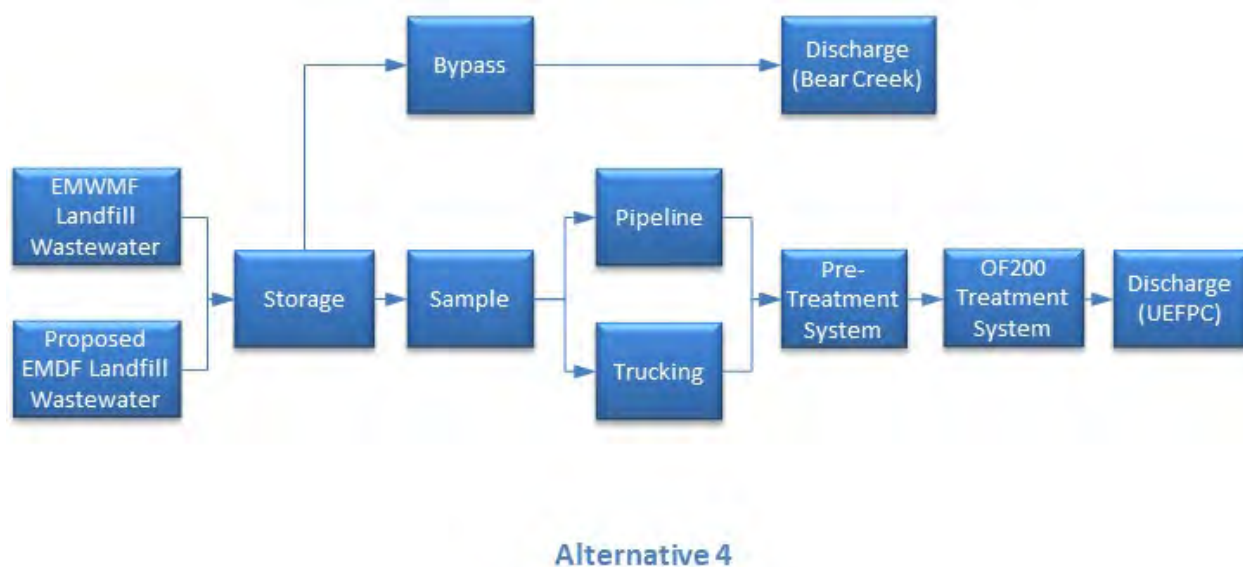 Bypass
Discharge
(Bear Creek)
EMWMF
Landfill
Wastewater
Proposed
EMDF Landfill
Wastewater
Storage
Sample
Pipeline
Trucking
Pre-
Treatment
System
OF200
Treatment
System
Discharge
(UEFPC)
Alternative 4